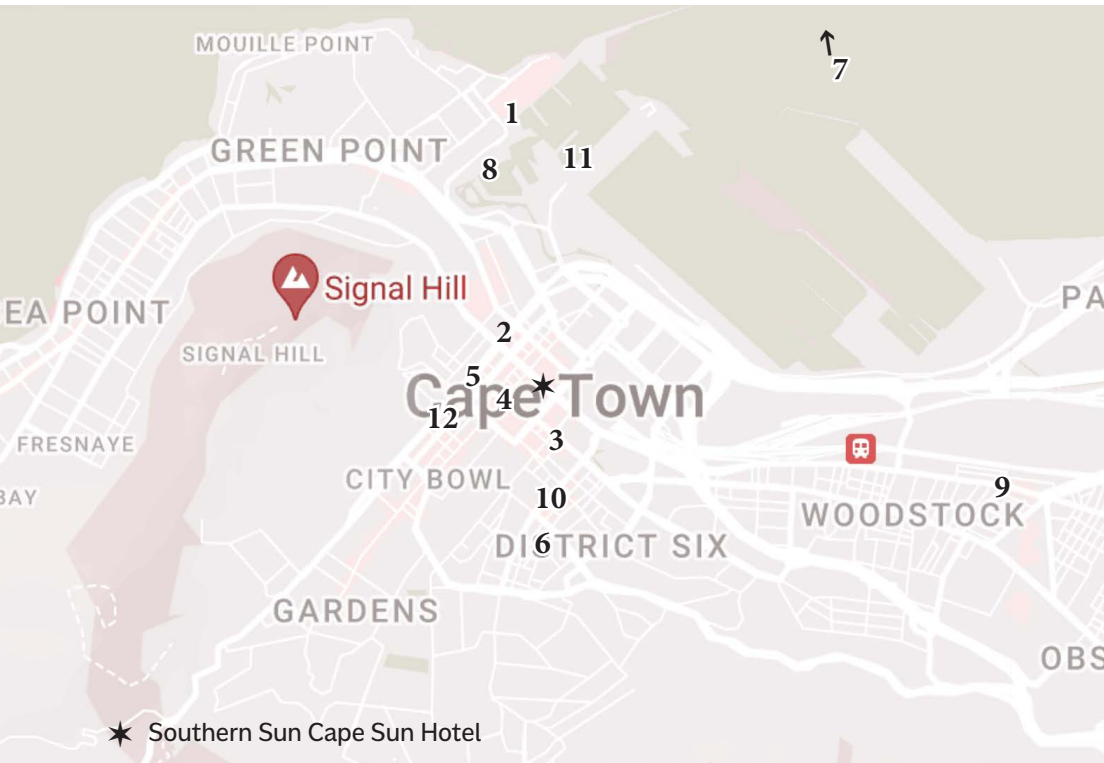 MOUILLE POINT
7
1
GREEN POINT
11
8
Signal Hill
EA POINT
PA
2
SIGNAL HILL
5
Cape Town
4
12
3
FRESNAYE
CITY BOWL
9
BAY
10
WOODSTOCK
6
DISTRICT SIX
GARDENS
OBS
Southern Sun Cape Sun Hotel